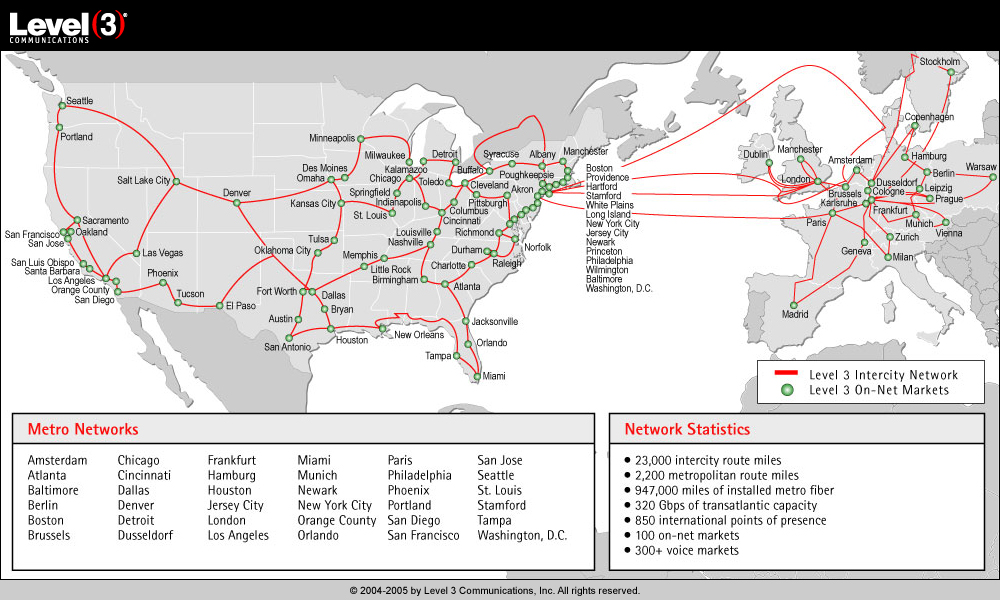 Level (3)®
COMMUNICATIONS
Stockholm
Copenhagen
Seattle
Portland
Minneapolis
Milwaukee
Kalamazoo
Detroit
Syracuse
Albany
Manchester
Buffalo
Poughkeepsie
Des Moines
Chicago
Toledo
Cleveland
Omaha
Akron
Salt Lake City
Denver
Springfield
Indianapolis
Pittsburg
Kansas City
St. Louis
Columbus
Cincinnati
Boston
Providence
Hartford
Stamford
White Plains
Long Island
New York City
Jersey City
Newark
Princeton
Philadelphia
Wilmington
Baltimore
Washington, D.C.
Sacramento
San Francisco
Oakland
San Jose
Louisville
Richmond
Nashville
Norfolk
Tulsa
Oklahoma City
Memphis
Durham
Raleigh
Las Vegas
San Luis Obispo
Santa Barbara
Los Angeles
Orange County
San Diego
Phoenix
Tucson
El Paso
Little Rock
Birmingham
Charlotte
Atlanta
Fort Worth
Dallas
Bryan
Austin
San Antonio
Houston
New Orleans
Jacksonville
Orlando
Tampa
Miami
Dublin
Manchester
Amsterdam
Hamburg
London
Dusseldorf
Berlin
Warsaw
Brussels
Cologne
Leipzig
Karlsruhe
Prague
Paris
Frankfurt
Munich
Vienna
Geneva
Zurich
Milan
Madrid
Level 3 Intercity Network
Level 3 On-Net Markets
Metro Networks
Amsterdam Chicago Frankfurt Miami Paris San Jose
Atlanta Cincinnati Hamburg Munich Philadelphia Seattle
Baltimore Dallas Houston Newark Phoenix St. Louis
Berlin Denver Jersey City New York City Portland Stamford
Boston Detroit London Orange County San Diego Tampa
Brussels Dusseldorf Los Angeles Orlando San Francisco Washington, D.C.
Network Statistics
• 23,000 intercity route miles
• 2,200 metropolitan route miles
• 947,000 miles of installed metro fiber
• 320 Gbps of transatlantic capacity
• 850 international points of presence
• 100 on-net markets
• 300+ voice markets
© 2004-2005 by Level 3 Communications, Inc. All rights reserved.